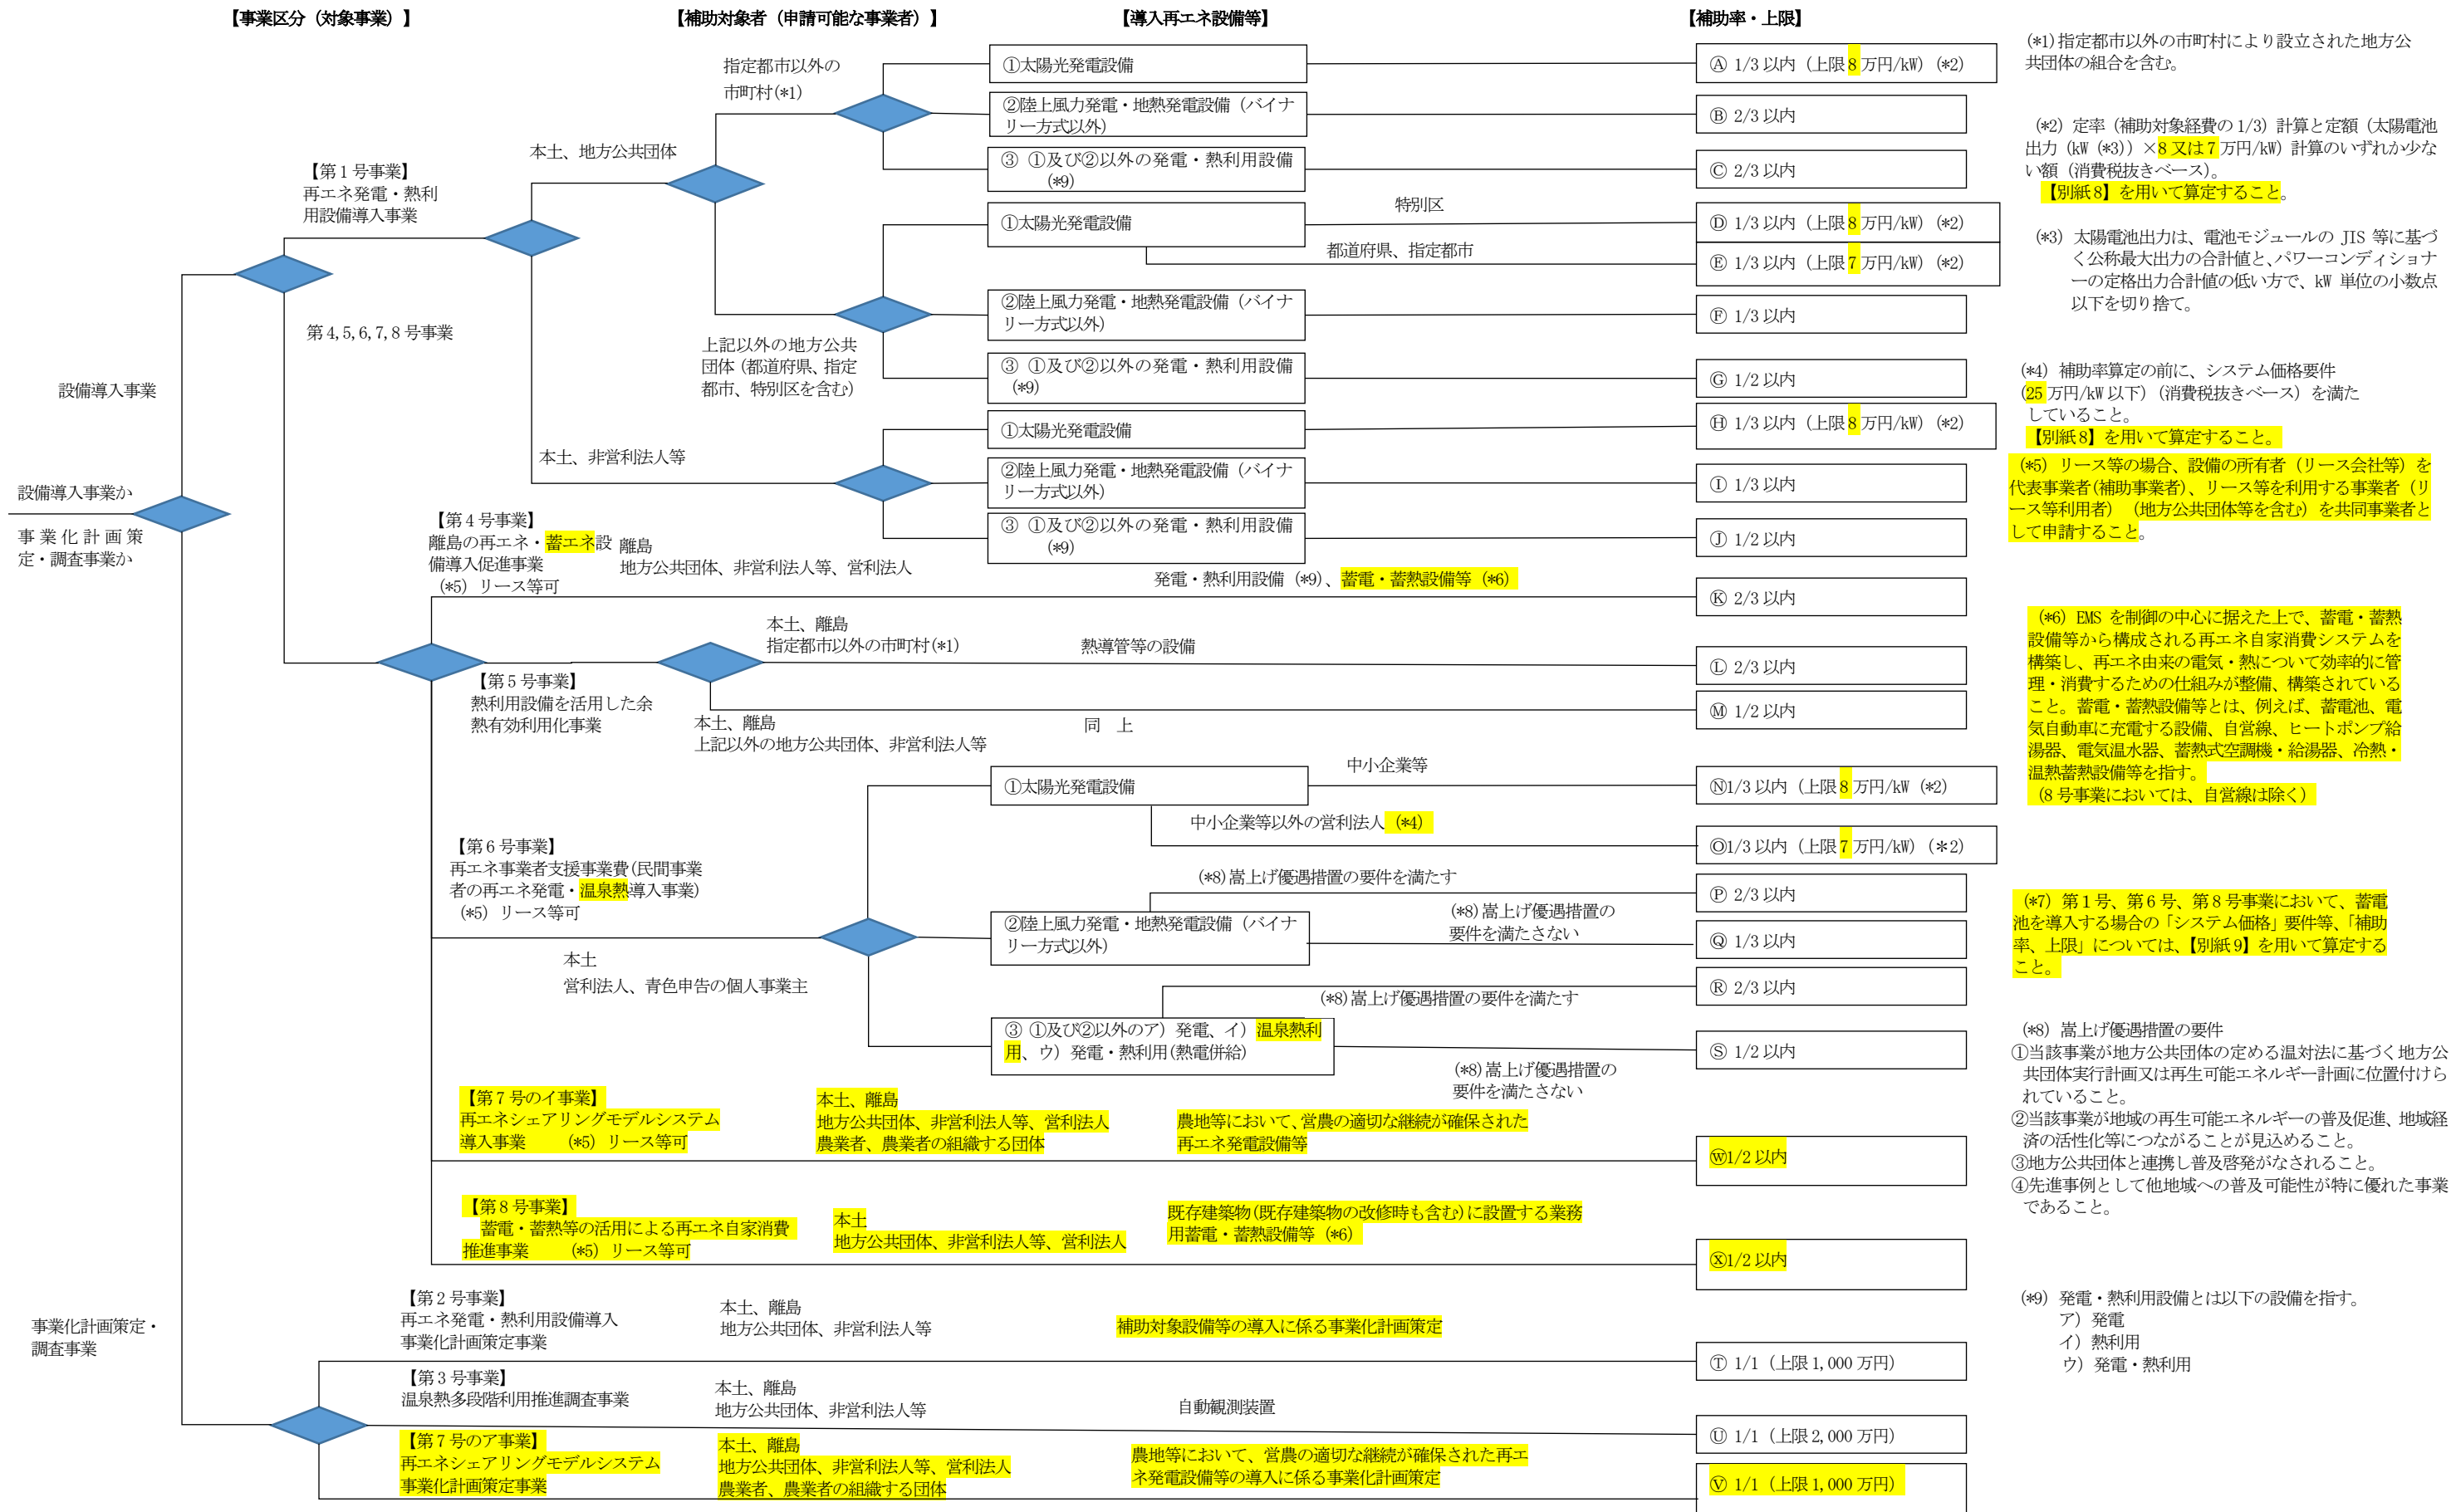 【事業区分（対象事業）】
【補助対象者（申請可能な事業者）】
【導入再エネ設備等】
【補助率・上限】
設備導入事業か
事業化計画策
定・調査事業か
設備導入事業
【第1号事業】
再エネ発電・熱利
用設備導入事業
第4,5,6,7,8号事業
本土、地方公共団体
指定都市以外の
市町村(*1)
①太陽光発電設備
Ⓐ 1/3以内（上限8万円/kW）(*2)
②陸上風力発電・地熱発電設備（バイナ
リー方式以外）
Ⓑ 2/3以内
③ ①及び②以外の発電・熱利用設備
(*9)
Ⓒ 2/3以内
上記以外の地方公共
団体（都道府県、指定
都市、特別区を含む）
①太陽光発電設備
特別区
Ⓓ 1/3以内（上限8万円/kW）(*2)
都道府県、指定都市
Ⓔ 1/3以内（上限7万円/kW）(*2)
②陸上風力発電・地熱発電設備（バイナ
リー方式以外）
Ⓕ 1/3以内
③ ①及び②以外の発電・熱利用設備
(*9)
Ⓖ 1/2以内
本土、非営利法人等
①太陽光発電設備
Ⓗ 1/3以内（上限8万円/kW）(*2)
②陸上風力発電・地熱発電設備（バイナ
リー方式以外）
Ⓘ 1/3以内
③ ①及び②以外の発電・熱利用設備
(*9)
Ⓙ 1/2以内
【第4号事業】
離島の再エネ・蓄エネ設
備導入促進事業
(*5) リース等可
離島
地方公共団体、非営利法人等、営利法人
発電・熱利用設備（*9）、蓄電・蓄熱設備等（*6）
Ⓚ 2/3以内
【第5号事業】
熱利用設備を活用した余
熱有効利用化事業
本土、離島
指定都市以外の市町村(*1)
熱導管等の設備
Ⓛ 2/3以内
本土、離島
上記以外の地方公共団体、非営利法人等
同　上
Ⓜ 1/2以内
【第6号事業】
再エネ事業者支援事業費(民間事業
者の再エネ発電・温泉熱導入事業)
(*5) リース等可
本土
営利法人、青色申告の個人事業主
①太陽光発電設備
中小企業等
Ⓝ1/3以内（上限8万円/kW (*2)
中小企業等以外の営利法人（*4）
Ⓞ1/3以内（上限7万円/kW）(＊2)
②陸上風力発電・地熱発電設備（バイナ
リー方式以外）
(*8)嵩上げ優遇措置の要件を満たす
Ⓟ 2/3以内
(*8)嵩上げ優遇措置の
要件を満たさない
Ⓠ 1/3以内
③ ①及び②以外のア）発電、イ）温泉熱利
用、ウ）発電・熱利用(熱電併給)
(*8)嵩上げ優遇措置の要件を満たす
Ⓡ 2/3以内
(*8)嵩上げ優遇措置の
要件を満たさない
Ⓢ 1/2以内
【第7号のイ事業】
再エネシェアリングモデルシステム
導入事業　　(*5) リース等可
本土、離島
地方公共団体、非営利法人等、営利法人
農業者、農業者の組織する団体
農地等において、営農の適切な継続が確保された
再エネ発電設備等
ⓦ1/2以内
【第8号事業】
蓄電・蓄熱等の活用による再エネ自家消費
推進事業　　(*5) リース等可
本土
地方公共団体、非営利法人等、営利法人
既存建築物(既存建築物の改修時も含む)に設置する業務
用蓄電・蓄熱設備等（*6）
Ⓧ1/2以内
事業化計画策定・
調査事業
【第2号事業】
再エネ発電・熱利用設備導入
事業化計画策定事業
本土、離島
地方公共団体、非営利法人等
補助対象設備等の導入に係る事業化計画策定
Ⓣ 1/1（上限1,000万円）
【第3号事業】
温泉熱多段階利用推進調査事業
本土、離島
地方公共団体、非営利法人等
自動観測装置
Ⓤ 1/1（上限2,000万円）
【第7号のア事業】
再エネシェアリングモデルシステム
事業化計画策定事業
本土、離島
地方公共団体、非営利法人等、営利法人
農業者、農業者の組織する団体
農地等において、営農の適切な継続が確保された再エ
ネ発電設備等の導入に係る事業化計画策定
Ⓥ 1/1（上限1,000万円）
(*1)指定都市以外の市町村により設立された地方公
共団体の組合を含む。
(*2) 定率（補助対象経費の1/3）計算と定額（太陽電池
出力（kW（*3））×8又は7万円/kW）計算のいずれか少な
い額（消費税抜きベース）。
【別紙8】を用いて算定すること。
(*3) 太陽電池出力は、電池モジュールの JIS 等に基づ
く公称最大出力の合計値と、パワーコンディショナ
ーの定格出力合計値の低い方で、kW 単位の小数点
以下を切り捨て。
(*4) 補助率算定の前に、システム価格要件
（25万円/kW以下）（消費税抜きベース）を満た
していること。
【別紙8】を用いて算定すること。
(*5) リース等の場合、設備の所有者（リース会社等）を
代表事業者(補助事業者)、リース等を利用する事業者（リ
ース等利用者）（地方公共団体等を含む）を共同事業者と
して申請すること。
(*6) EMS を制御の中心に据えた上で、蓄電・蓄熱
設備等から構成される再エネ自家消費システムを
構築し、再エネ由来の電気・熱について効率的に管
理・消費するための仕組みが整備、構築されている
こと。蓄電・蓄熱設備等とは、例えば、蓄電池、電
気自動車に充電する設備、自営線、ヒートポンプ給
湯器、電気温水器、蓄熱式空調機・給湯器、冷熱・
温熱蓄熱設備等を指す。
（8号事業においては、自営線は除く）
(*7) 第1号、第6号、第8号事業において、蓄電
池を導入する場合の「システム価格」要件等、「補助
率、上限」については、【別紙9】を用いて算定する
こと。
(*8) 嵩上げ優遇措置の要件
①当該事業が地方公共団体の定める温対法に基づく地方公
共団体実行計画又は再生可能エネルギー計画に位置付けら
れていること。
②当該事業が地域の再生可能エネルギーの普及促進、地域経
済の活性化等につながることが見込めること。
③地方公共団体と連携し普及啓発がなされること。
④先進事例として他地域への普及可能性が特に優れた事業
であること。
(*9) 発電・熱利用設備とは以下の設備を指す。
ア）発電
イ）熱利用
ウ）発電・熱利用